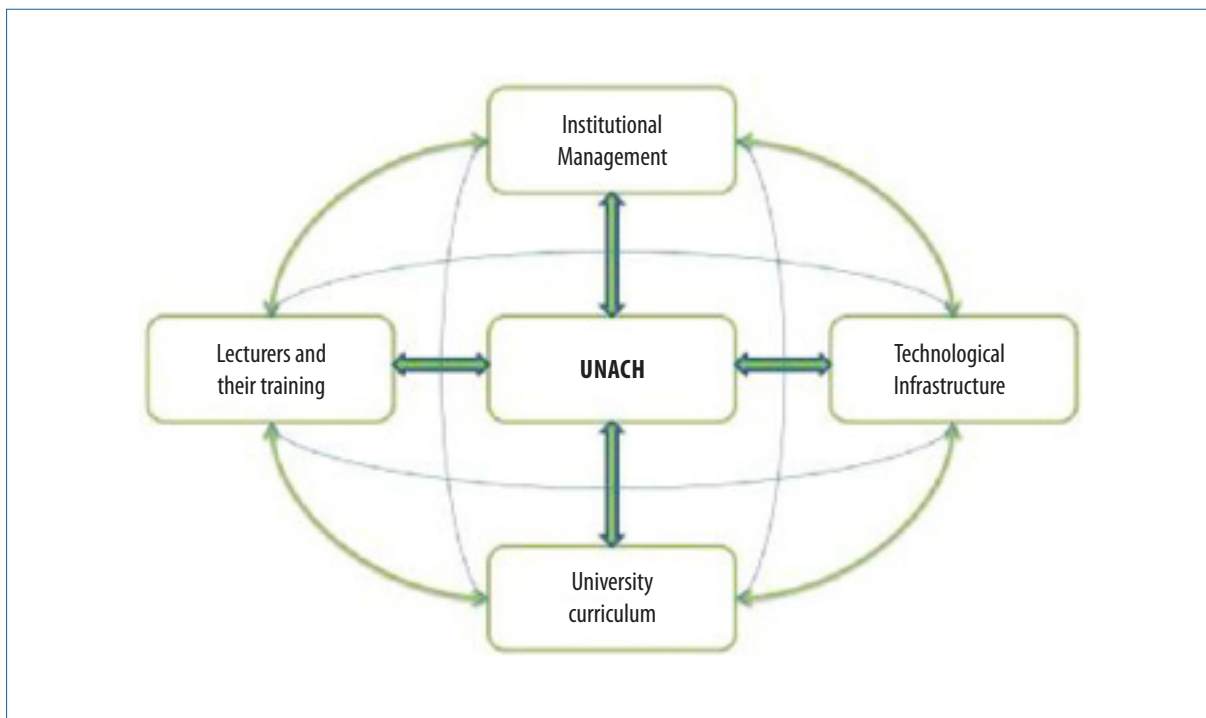 Institutional
Management
Lecturers and
their training
UNACH
Technological
Infrastructure
University
curriculum